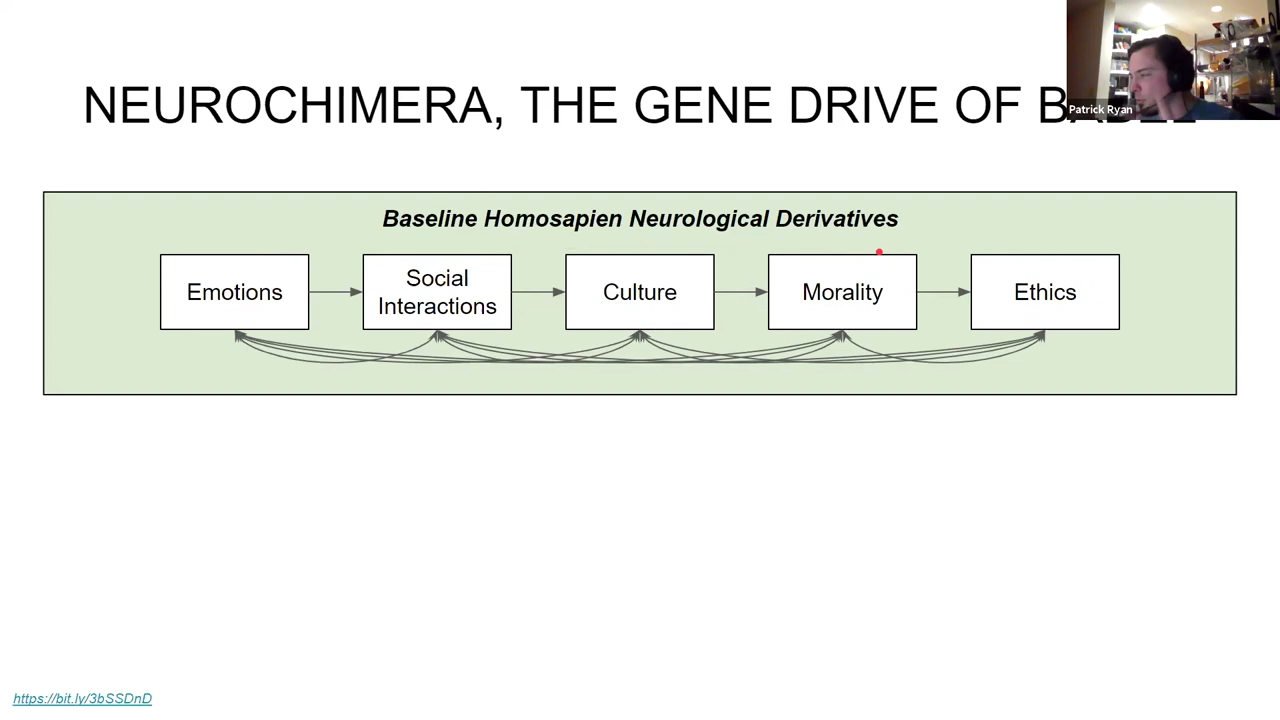 NEUROCHIMERA, THE GENE DRIVE OF
Patrick Ryan
Baseline Homosapien Neurological Derivatives
Emotions
Social
Interactions
Culture
Morality
Ethics
https://bit.ly/3bSSDnD